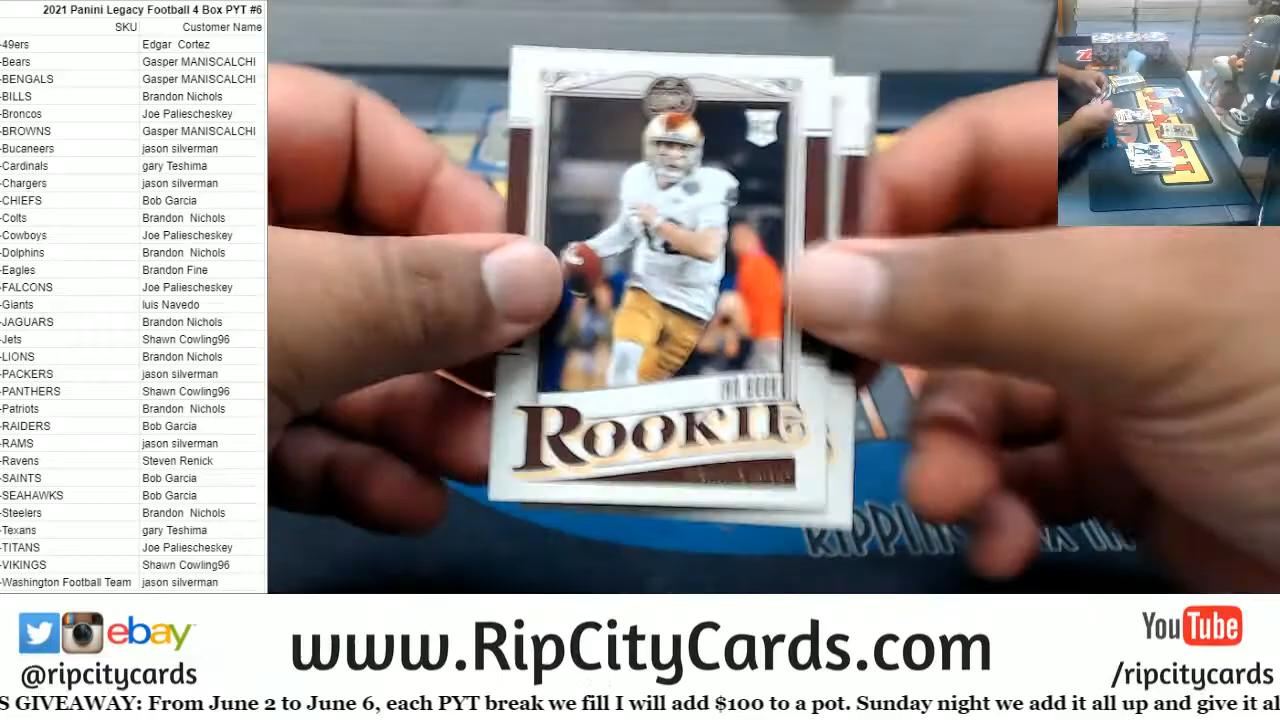 2021 Panini Legacy Football 4 Box PYT #6
SKU Customer Name
-49ers Edgar Cortez
-Bears Gasper MANISCALCHI
-BENGALS Gasper MANISCALCHI
-BILLS Brandon Nichols
-Broncos Joe Paliescheskey
-BROWNS Gasper MANISCALCHI
-Bucaneers jason silverman
-Cardinals gary Teshima
-Chargers jason silverman
-CHIEFS Bob Garcia
-Colts Brandon Nichols
-Cowboys Joe Paliescheskey
-Dolphins Brandon Nichols
-Eagles Brandon Fine
-FALCONS Joe Paliescheskey
-Giants luis Navedo
-JAGUARS Brandon Nichols
-Jets Shawn Cowling96
-LIONS Brandon Nichols
-PACKERS jason silverman
-PANTHERS Shawn Cowling96
-Patriots Brandon Nichols
-RAIDERS Bob Garcia
-RAMS jason silverman
-Ravens Steven Renick
-SAINTS Bob Garcia
-SEAHAWKS Bob Garcia
-Steelers Brandon Nichols
-Texans gary Teshima
-TITANS Joe Paliescheskey
-VIKINGS Shawn Cowling96
-Washington Football Team jason silverman
RC
IAN BOOK
ROOKIES
RIPPIN
ebay
@ripcitycards
www.RipCityCards.com
YouTube
/ripcitycards
S GIVEAWAY: From June 2 to June 6, each PYT break we fill I will add $100 to a pot. Sunday night we add it all up and give it al